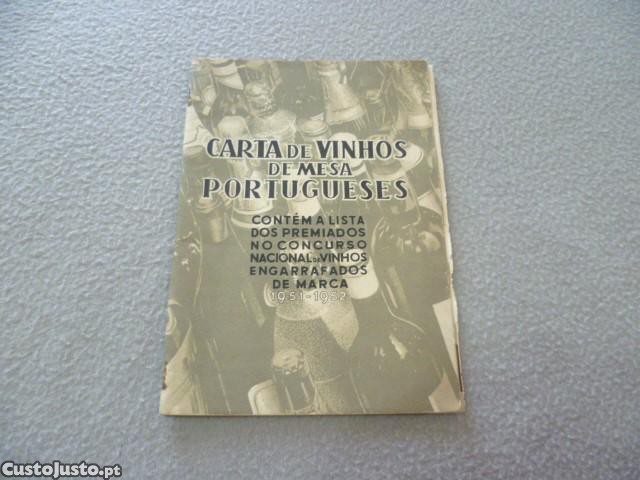 CARTA DE VINHOS
DE MESA
PORTUGUESES
CONTÉM A LISTA
DOS PREMIADOS
NO CONCURSO
NACIONAL DE VINHOS
ENGARRAFADOS
DE MARCA
1951-1952
CustoJusto.pt